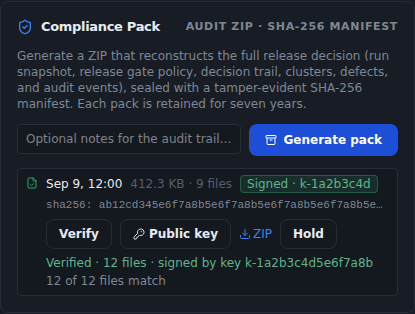 Compliance Pack
AUDIT ZIP · SHA-256 MANIFEST
Generate a ZIP that reconstructs the full release decision (run
snapshot, release gate policy, decision trail, clusters, defects,
and audit events), sealed with a tamper-evident SHA-256
manifest. Each pack is retained for seven years.
Optional notes for the audit trail…
Generate pack
Sep 9, 12:00 412.3 KB · 9 files Signed · k-1a2b3c4d
sha256: ab12cd345e6f7a8b5e6f7a8b5e6f7a8b5e6f7a8b5e…
Verify
Public key
ZIP
Hold
Verified · 12 files · signed by key k-1a2b3c4d5e6f7a8b
12 of 12 files match